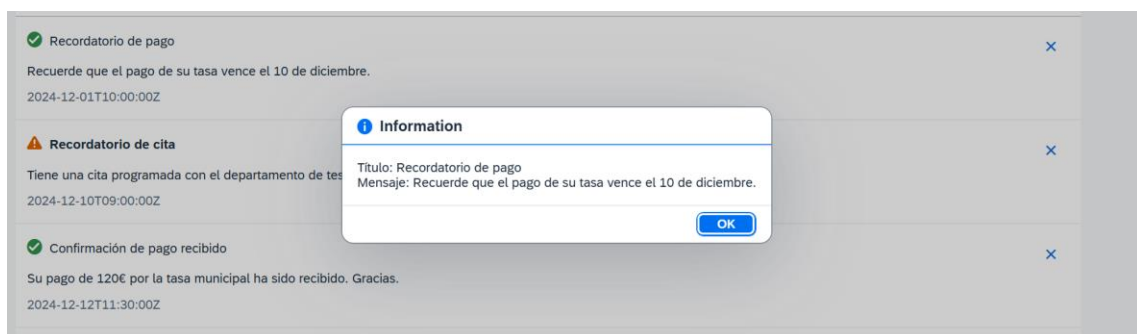 Recordatorio de pago
Recuerde que el pago de su tasa vence el 10 de diciembre.
2024-12-01T10:00:00Z
Recordatorio de cita
Tiene una cita programada con el departamento de
2024-12-10T09:00:00Z
Confirmación de pago recibido
Su pago de 120€ por la tasa municipal ha sido recibido. Gracias.
2024-12-12T11:30:00Z
Information
Título: Recordatorio de pago
Mensaje: Recuerde que el pago de su tasa vence el 10 de diciembre.
OK